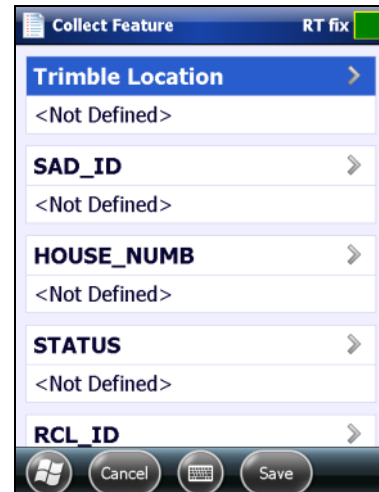 Collect Feature RT fix
Trimble Location
<Not Defined>
SAD_ID
<Not Defined>
HOUSE_NUMB
<Not Defined>
STATUS
<Not Defined>
RCL_ID
Cancel Save